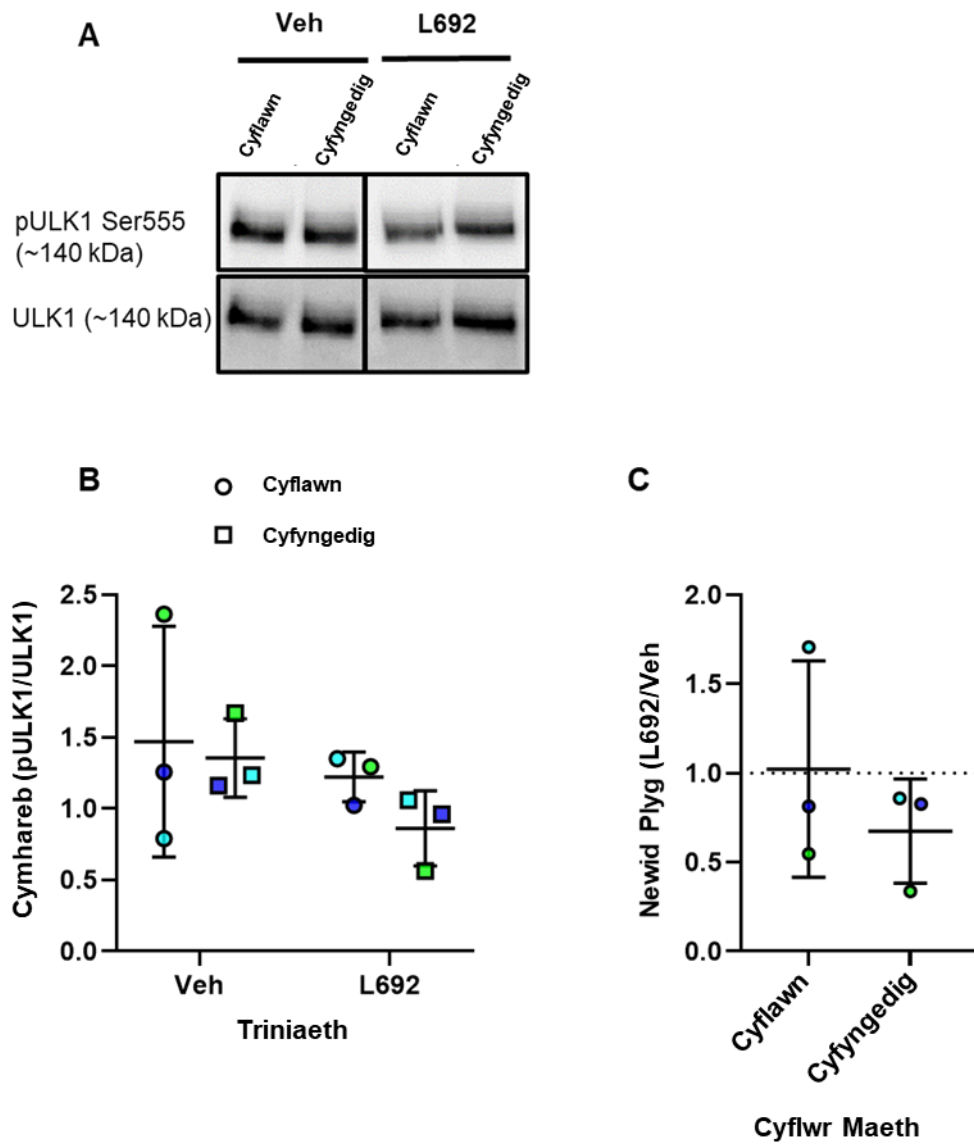 A
Veh
L692
Cyflawn
Cyfyngedig
Cyflawn
Cyfyngedig
pULK1 Ser555
(~140 kDa)
ULK1 (~140 kDa)
B
Cyflawn
Cyfyngedig
Cymhareb (pULK1/ULK1)
2.5
2.0
1.5
1.0
0.5
0.0
Veh
L692
Triniaeth
C
Newid Plyg (L692/Veh)
2.0
1.5
1.0
0.5
0.0
Cyflawn
Cyfyngedig
Cyflwr Maeth